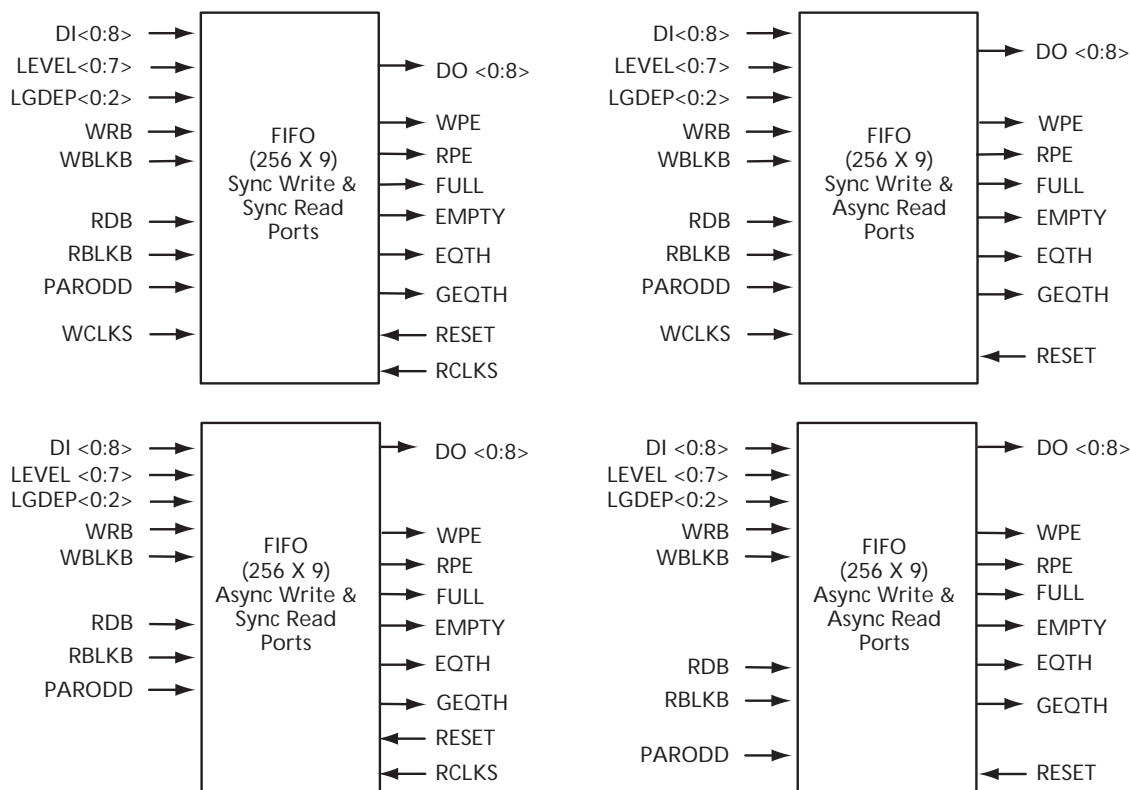 DI<0:8>
LEVEL<0:7>
LGDEP<0:2>
WRB
WBLKB
RDB
RBLKB
PARODD
WCLKS
FIFO
(256 X 9)
Sync Write &
Sync Read
Ports
DO <0:8>
WPE
RPE
FULL
EMPTY
EQTH
GEQTH
RESET
RCLKS
DI<0:8>
LEVEL<0:7>
LGDEP<0:2>
WRB
WBLKB
RDB
RBLKB
PARODD
WCLKS
FIFO
(256 X 9)
Sync Write &
Async Read
Ports
DO <0:8>
WPE
RPE
FULL
EMPTY
EQTH
GEQTH
RESET
DI <0:8>
LEVEL <0:7>
LGDEP<0:2>
WRB
WBLKB
RDB
RBLKB
PARODD
FIFO
(256 X 9)
Async Write &
Sync Read
Ports
DO <0:8>
WPE
RPE
FULL
EMPTY
EQTH
GEQTH
RESET
RCLKS
DI <0:8>
LEVEL <0:7>
LGDEP<0:2>
WRB
WBLKB
RDB
RBLKB
PARODD
FIFO
(256 X 9)
Async Write &
Async Read
Ports
DO <0:8>
WPE
RPE
FULL
EMPTY
EQTH
GEQTH
RESET